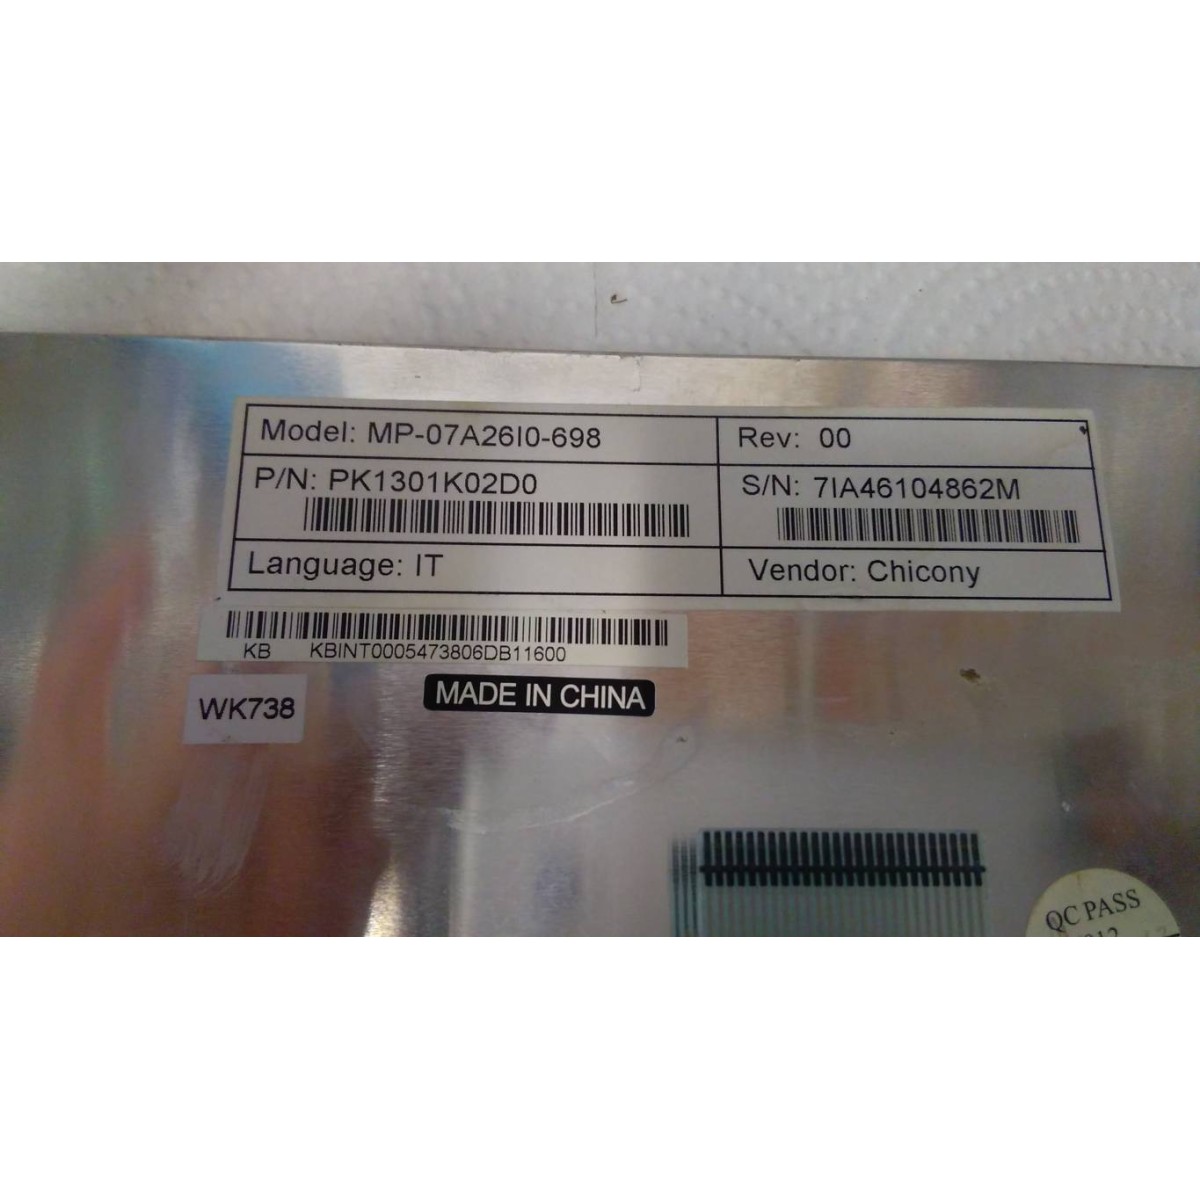 Model: MP-07A26I0-698
Rev: 00
P/N: PK1301K02D0
S/N: 7IA46104862M
Language: IT
Vendor: Chicony
KB KBINT0005473806DB11600
MADE IN CHINA
WK738
QC PASS